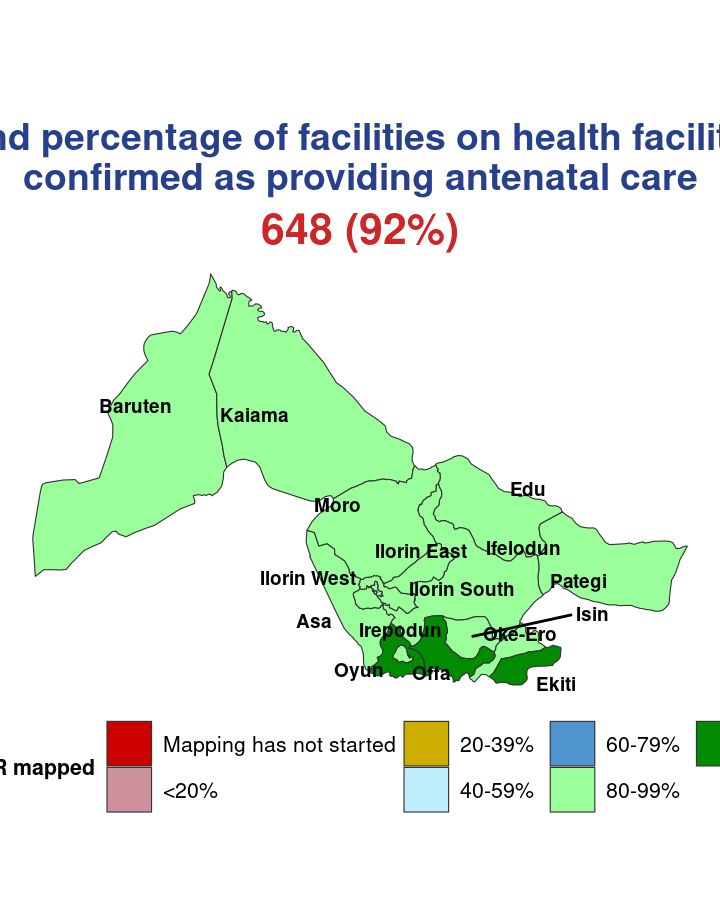 percentage of facilities on health
confirmed as providing antenatal care
648 (92%)
Baruten
Kaiama
Edu
Moro
Ilorin East
Ifelodun
Ilorin West
Ilorin South
Pategi
Asa
Isin
Irepodun
Oke-Ero
Oyun
Offa
Ekiti
mapped
Mapping has not started
20-39%
60-79%
<20%
40-59%
80-99%